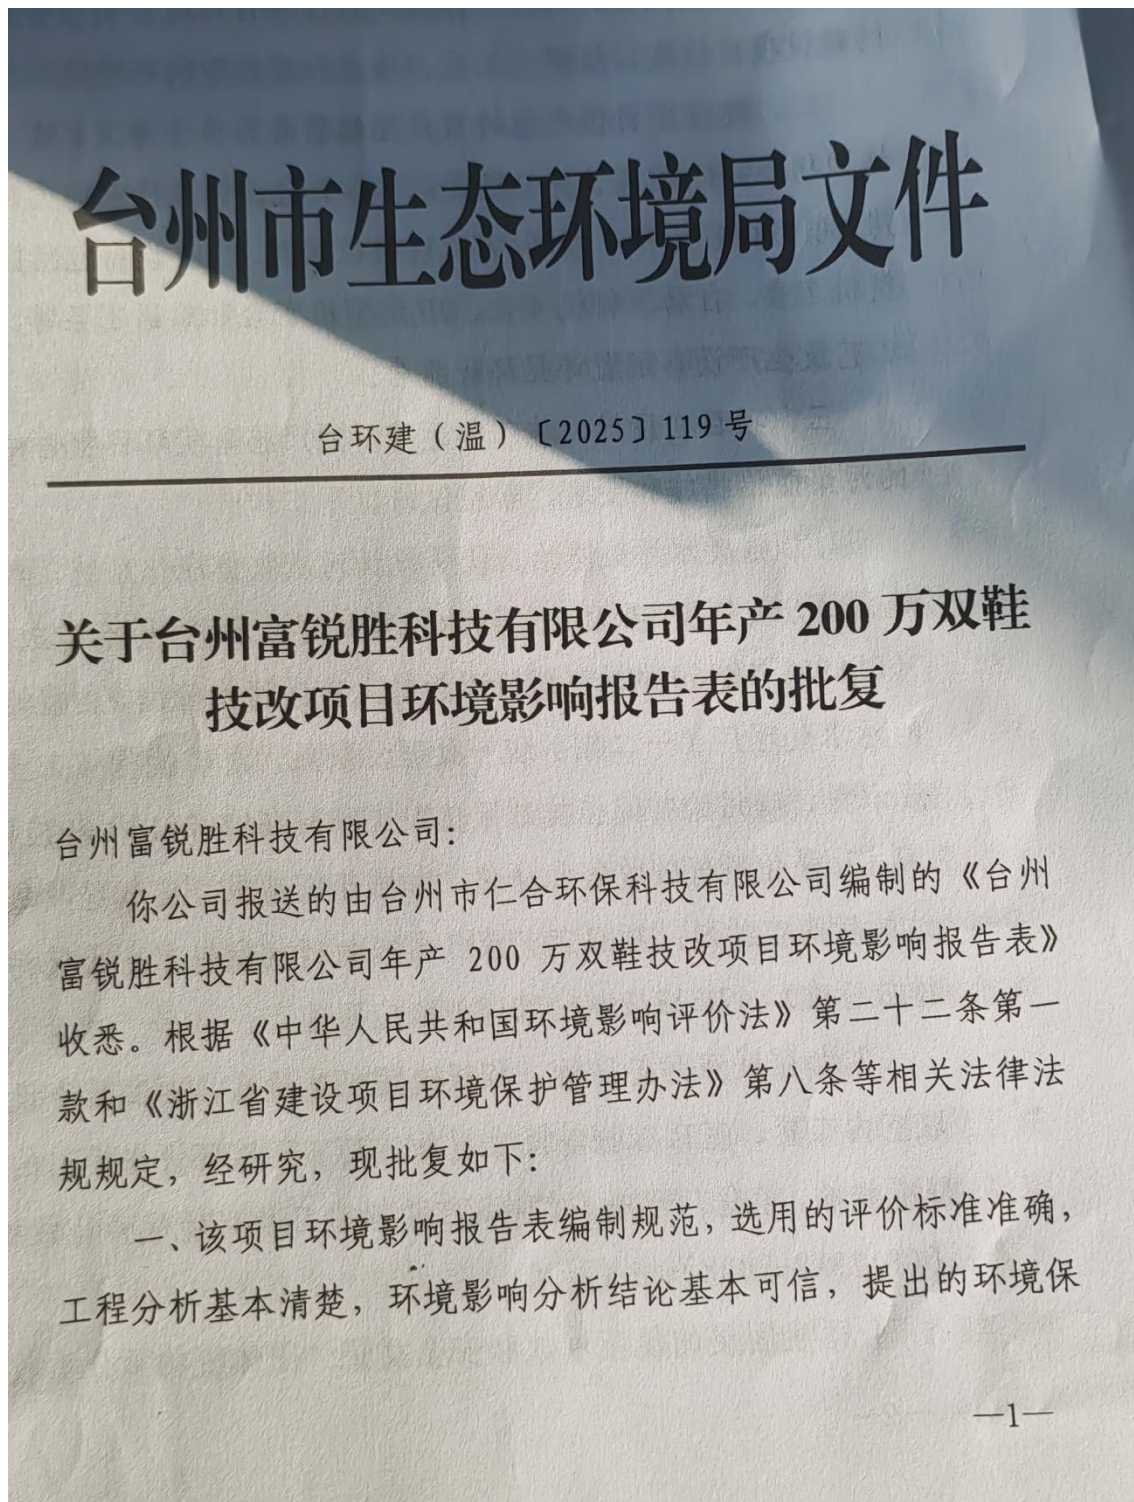 台州市生态环境局文件
台环建（温）〔2025〕119号
关于台州富锐胜科技有限公司年产 200 万双鞋
技改项目环境影响报告表的批复
台州富锐胜科技有限公司：
你公司报送的由台州市仁合环保科技有限公司编制的《台州
富锐胜科技有限公司年产 200 万双鞋技改项目环境影响报告表》
收悉。根据《中华人民共和国环境影响评价法》第二十二条第一
款和《浙江省建设项目环境保护管理办法》第八条等相关法律法
规规定，经研究，现批复如下：
一、该项目环境影响报告表编制规范，选用的评价标准准确，
工程分析基本清楚，环境影响分析结论基本可信，提出的环境保
—1—